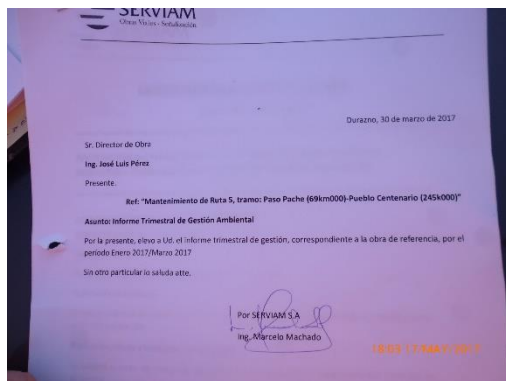 SERVIAM
Obras Viales - Señalización
Durazno, 30 de marzo de 2017
Sr. Director de Obra
Ing. José Luis Pérez
Presente.
Ref: "Mantenimiento de Ruta 5, tramo: Paso Pache (69km000)-Pueblo Centenario (245k000)"
Asunto: Informe Trimestral de Gestión Ambiental
Por la presente, elevo a Ud. el informe trimestral de gestión, correspondiente a la obra de referencia, por el
período Enero 2017/Marzo 2017
Sin otro particular lo saluda atte.
Por SERVIAM S.A
Ing. Marcelo Machado